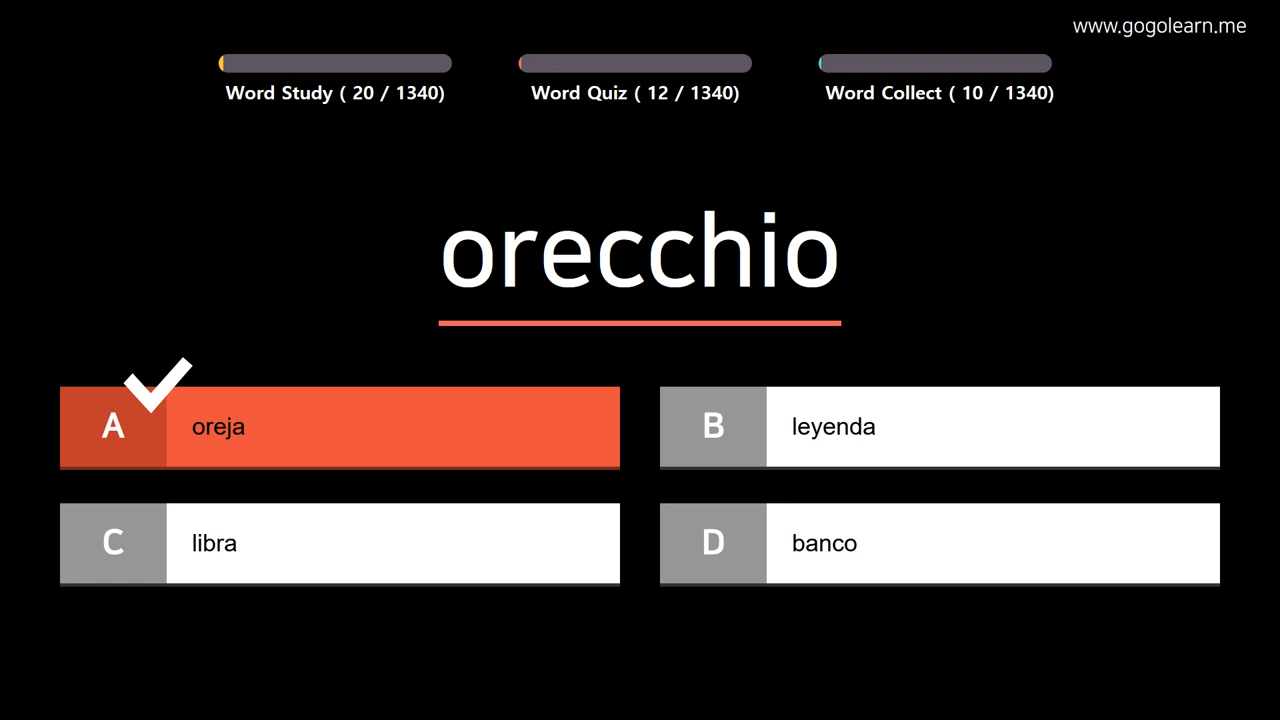 www.gogolearn.me
Word Study ( 20 / 1340)
Word Quiz ( 12 / 1340)
Word Collect ( 10 / 1340)
orecchio
A oreja
B leyenda
C libra
D banco